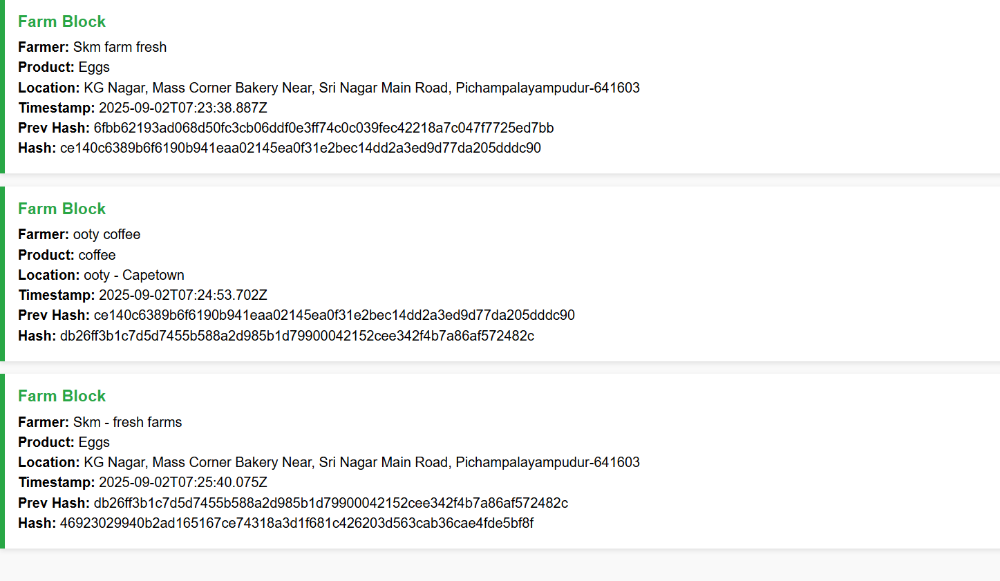 Farm Block
Farmer: Skm farm fresh
Product: Eggs
Location: KG Nagar, Mass Corner Bakery Near, Sri Nagar Main Road, Pichampalayampudur-641603
Timestamp: 2025-09-02T07:23:38.887Z
Prev Hash: 6fbb62193ad068d50fc3cb06ddf0e3ff74c0c039fec42218a7c047f7725ed7bb
Hash: ce140c6389b6f6190b941eaa02145ea0f31e2bec14dd2a3ed9d77da205dddc90
Farm Block
Farmer: ooty coffee
Product: coffee
Location: ooty - Capetown
Timestamp: 2025-09-02T07:24:53.702Z
Prev Hash: ce140c6389b6f6190b941eaa02145ea0f31e2bec14dd2a3ed9d77da205dddc90
Hash: db26ff3b1c7d5d7455b588a2d985b1d79900042152cee342f4b7a86af572482c
Farm Block
Farmer: Skm - fresh farms
Product: Eggs
Location: KG Nagar, Mass Corner Bakery Near, Sri Nagar Main Road, Pichampalayampudur-641603
Timestamp: 2025-09-02T07:25:40.075Z
Prev Hash: db26ff3b1c7d5d7455b588a2d985b1d79900042152cee342f4b7a86af572482c
Hash: 46923029940b2ad165167ce74318a3d1f681c426203d563cab36cae4fde5bf8f